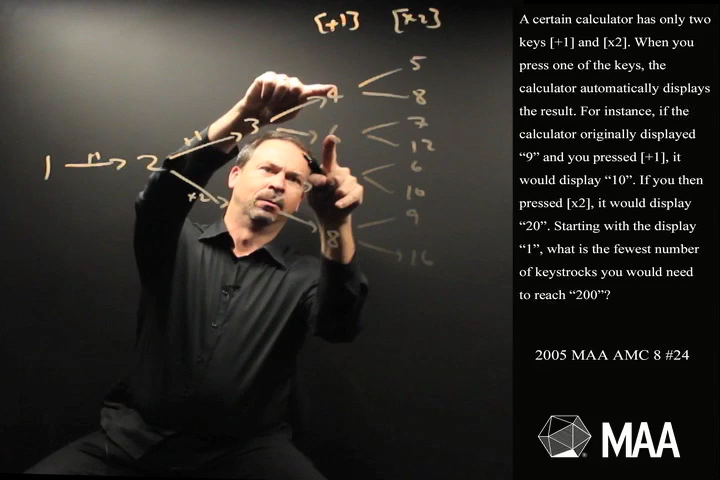 [+1] [x2]
5
4
8
3
+1
7
1 +1 2
12
6
x2
10
9
8
16
A certain calculator has only two
keys [+1] and [x2]. When you
press one of the keys, the
calculator automatically displays
the result. For instance, if the
calculator originally displayed
“9” and you pressed [+1], it
would display “10”. If you then
pressed [x2], it would display
“20”. Starting with the display
“1”, what is the fewest number
of keystrocks you would need
to reach “200”?
2005 MAA AMC 8 #24
MAA